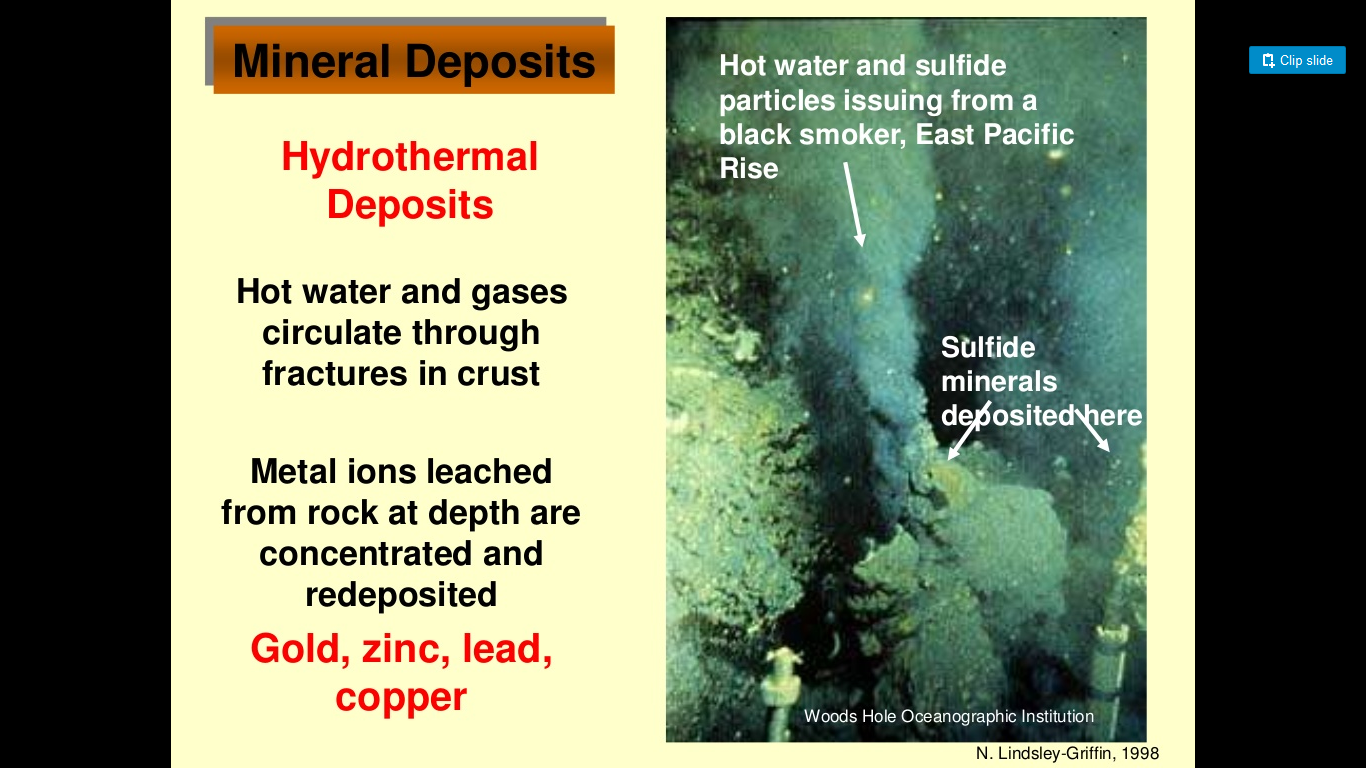 Mineral Deposits
Hydrothermal
Deposits
Hot water and gases
circulate through
fractures in crust
Metal ions leached
from rock at depth are
concentrated and
redeposited
Gold, zinc, lead,
copper
Hot water and sulfide
particles issuing from a
black smoker, East Pacific
Rise
Sulfide
minerals
deposited here
Woods Hole Oceanographic Institution
N. Lindsley-Griffin, 1998
Clip slide